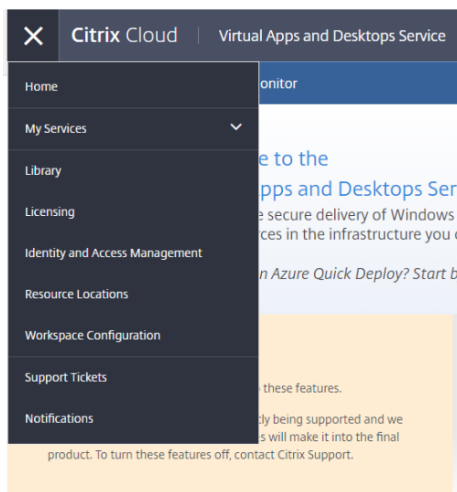 Citrix Cloud | Virtual Apps and Desktops Service
Home
onitor
My Services
Library
Licensing
Identity and Access Management
Resource Locations
Workspace Configuration
Support Tickets
Notifications
e to the
pps and Desktops Ser
e secure delivery of Windows
rces in the infrastructure you
n Azure Quick Deploy? Start b
these features.
tly being supported and we
s will make it into the final
product. To turn these features off, contact Citrix Support.